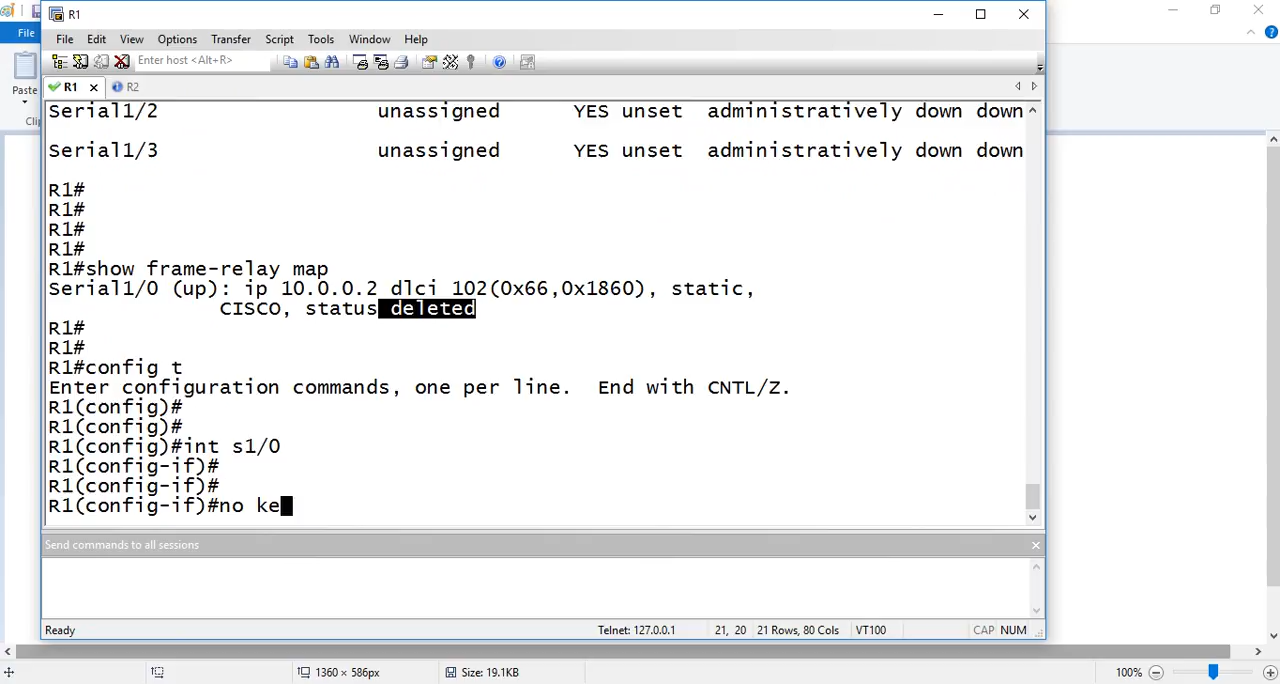 R1
File
File Edit View Options Transfer Script Tools Window Help
Paste
Enter host <Alt+R>
R1 R2
Serial1/2 unassigned YES unset administratively down down
Serial1/3 unassigned YES unset administratively down down
R1#
R1#
R1#
R1#
R1#show frame-relay map
Serial1/0 (up): ip 10.0.0.2 dlci 102(0x66,0x1860), static,
CISCO, status deleted
R1#
R1#
R1#config t
Enter configuration commands, one per line. End with CNTL/Z.
R1(config)#
R1(config)#
R1(config)#int s1/0
R1(config-if)#
R1(config-if)#
R1(config-if)#no ke
Send commands to all sessions
Ready Telnet: 127.0.0.1 21, 20 21 Rows, 80 Cols VT100 CAP NUM
1360 × 586px Size: 19.1KB 100%